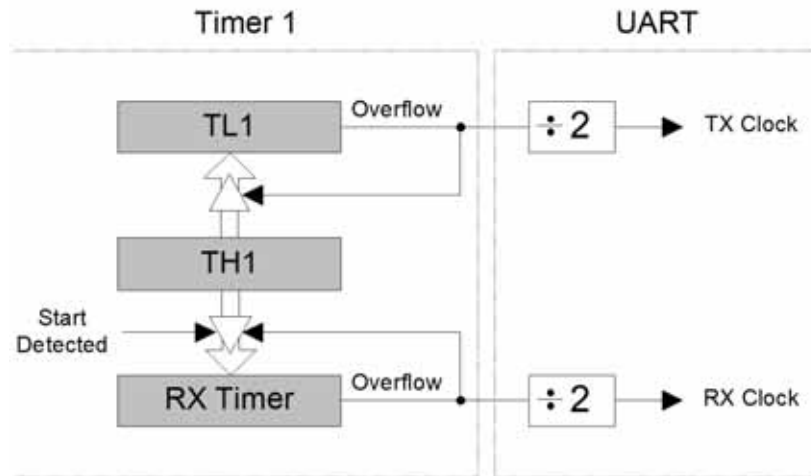 Timer 1
UART
TL1
Overflow
÷ 2
TX Clock
TH1
Start
Detected
RX Timer
Overflow
÷ 2
RX Clock